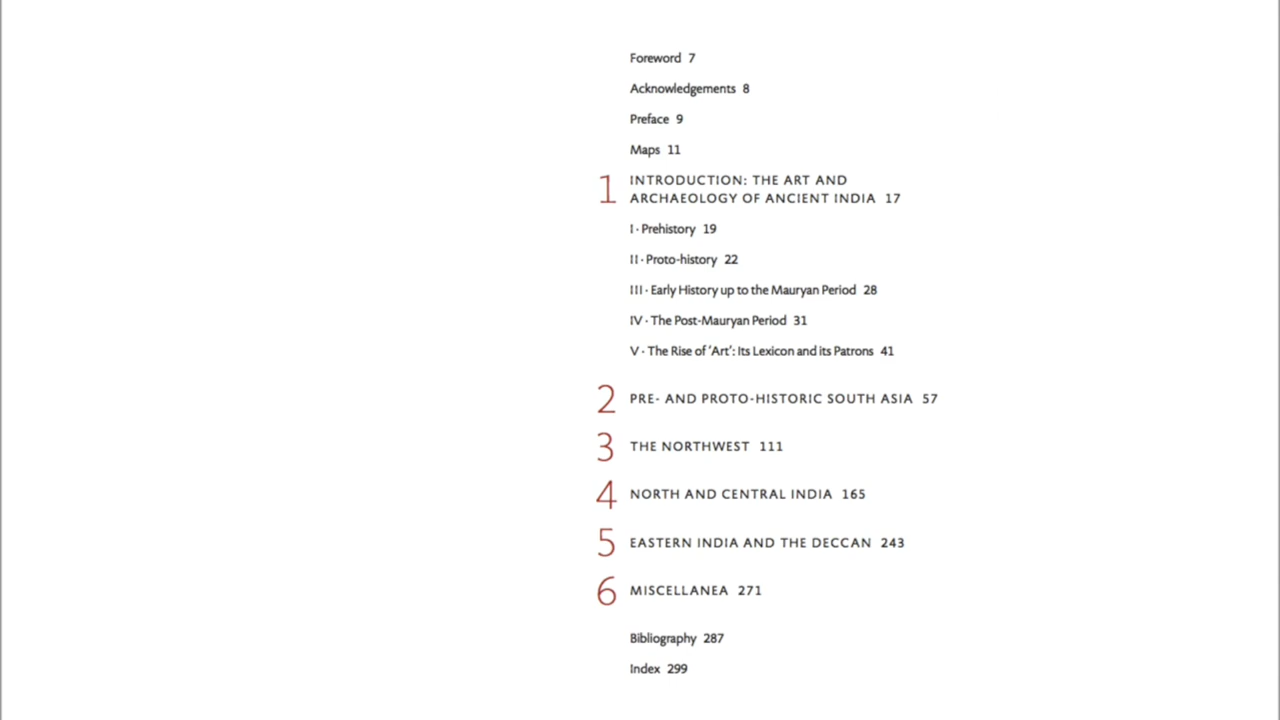 Foreword 7
Acknowledgements 8
Preface 9
Maps 11
1 INTRODUCTION: THE ART AND
ARCHAEOLOGY OF ANCIENT INDIA 17
I · Prehistory 19
II · Proto-history 22
III · Early History up to the Mauryan Period 28
IV · The Post-Mauryan Period 31
V · The Rise of ‘Art’: Its Lexicon and its Patrons 41
2 PRE- AND PROTO-HISTORIC SOUTH ASIA 57
3 THE NORTHWEST 111
4 NORTH AND CENTRAL INDIA 165
5 EASTERN INDIA AND THE DECCAN 243
6 MISCELLANEA 271
Bibliography 287
Index 299